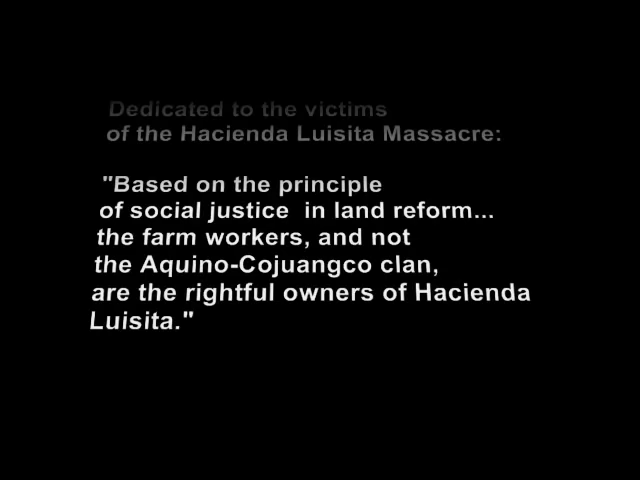 Dedicated to the victims
of the Hacienda Luisita Massacre:
"Based on the principle
of social justice  in land reform...
the farm workers, and not
the Aquino-Cojuangco clan,
are the rightful owners of Hacienda
Luisita."